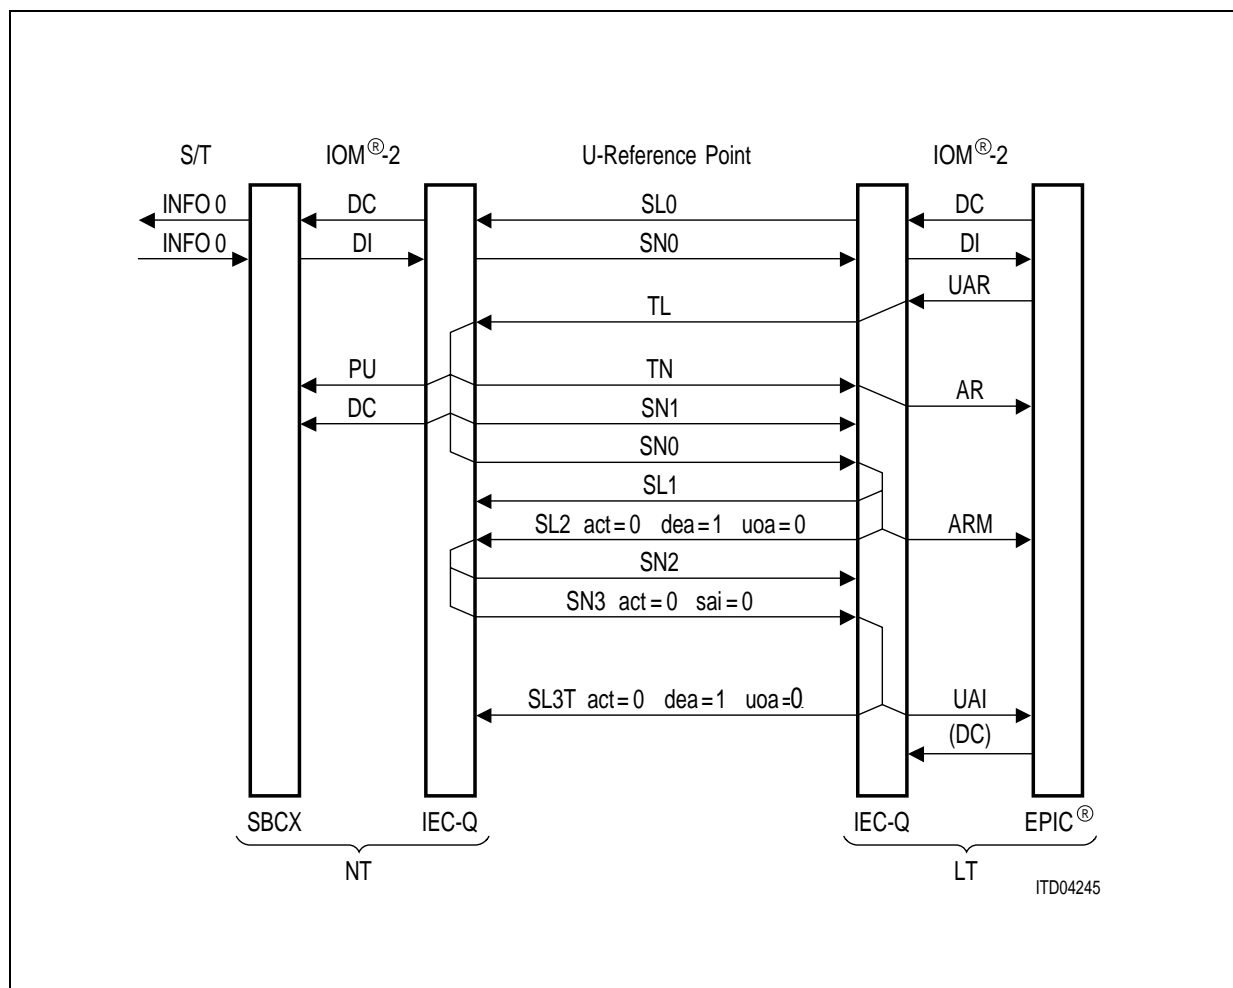 S/T IOM®-2 U-Reference Point IOM®-2
INFO 0 DC SL0 DC
INFO 0 DI SN0 DI
UAR
TL
PU TN AR
DC SN1
SN0
SL1
SL2 act=0 dea=1 uoa=0 ARM
SN2
SN3 act=0 sai=0
SL3T act=0 dea=1 uoa=0. UAI
(DC)
SBCX IEC-Q IEC-Q EPIC®
NT LT
ITD04245